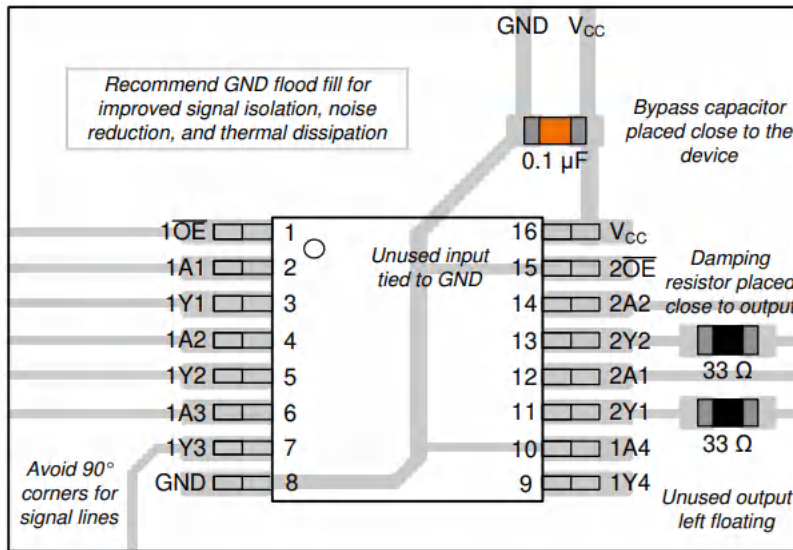 GND VCC
Recommend GND flood fill for
improved signal isolation, noise
reduction, and thermal dissipation
Bypass capacitor
placed close to the
device
0.1 µF
1O̅E̅ 1 16 VCC
Unused input
tied to GND
1A1 2 15 2O̅E̅
Damping
resistor placed
close to output
1Y1 3 14 2A2
1A2 4 13 2Y2
33 Ω
1Y2 5 12 2A1
1A3 6 11 2Y1
33 Ω
1Y3 7 10 1A4
GND 8 9 1Y4
Avoid 90°
corners for
signal lines
Unused output
left floating